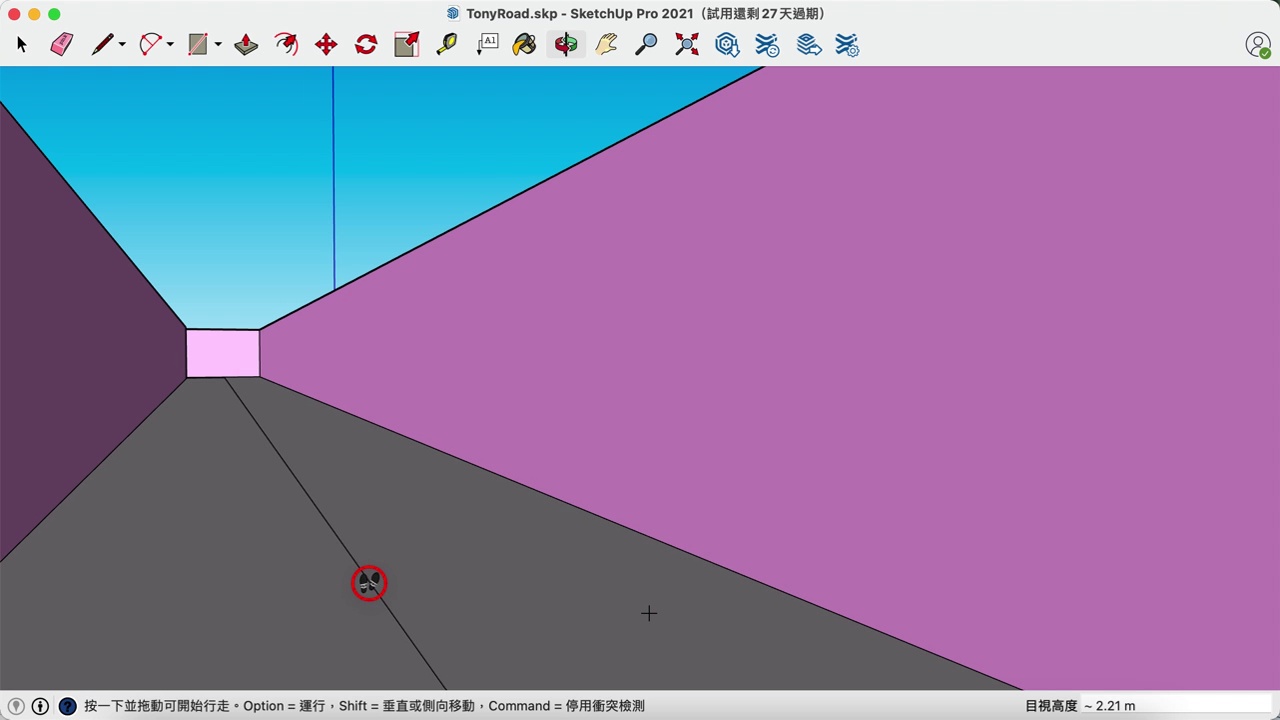 TonyRoad.skp - SketchUp Pro 2021（試用還剩 27 天過期）
A1
按一下並拖動可開始行走。Option = 運行，Shift = 垂直或側向移動，Command = 停用衝突檢測
目視高度 ~ 2.21 m